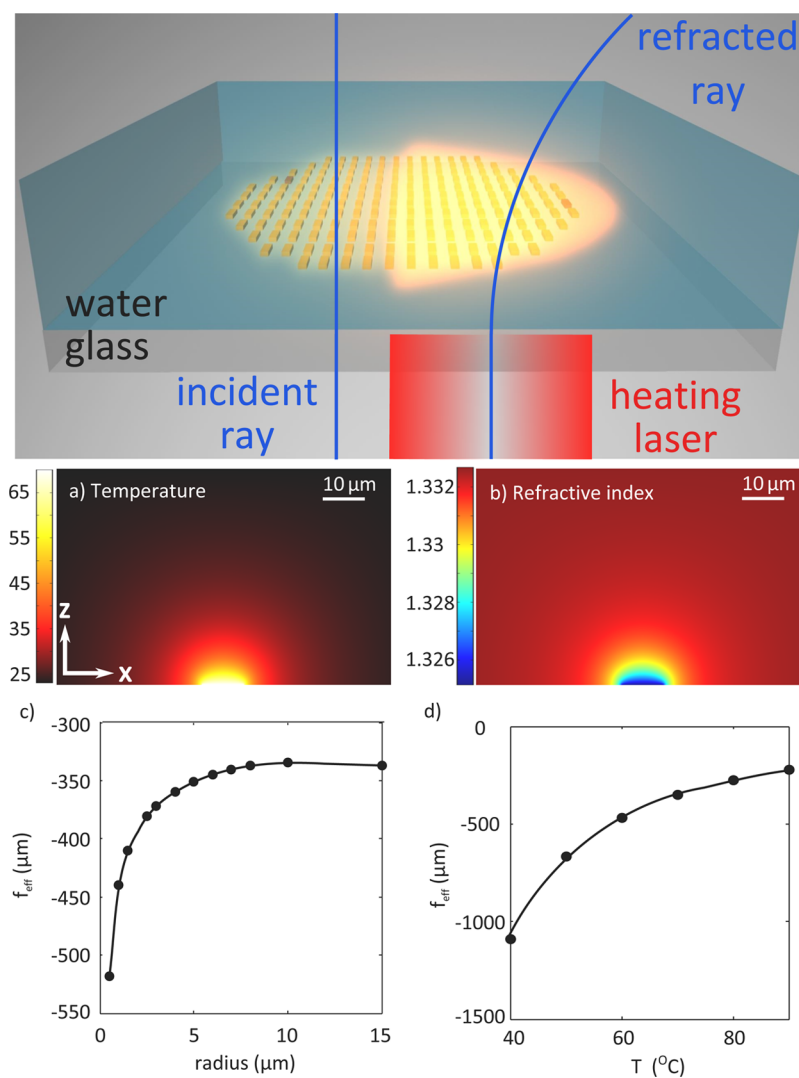 refracted
ray
water
glass
incident
ray
heating
laser
a) Temperature
10 µm
65
55
45
35
25
z
x
b) Refractive index
10 µm
1.332
1.33
1.328
1.326
c)
-300
-350
-400
-450
-500
-550
f_eff (µm)
0
5
10
15
radius (µm)
d)
0
-500
-1000
-1500
f_eff (µm)
40
60
80
T (°C)